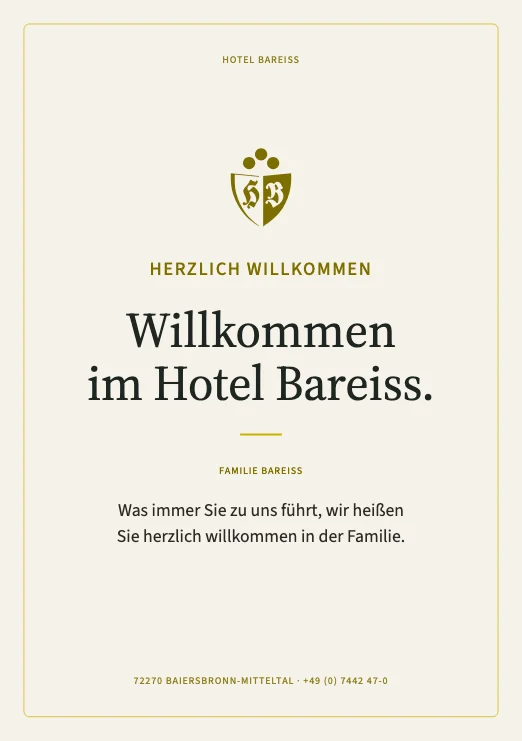 HOTEL BAREISS
H B
HERZLICH WILLKOMMEN
Willkommen
im Hotel Bareiss.
FAMILIE BAREISS
Was immer Sie zu uns führt, wir heißen
Sie herzlich willkommen in der Familie.
72270 BAIERSBRONN-MITTELTAL · +49 (0) 7442 47-0